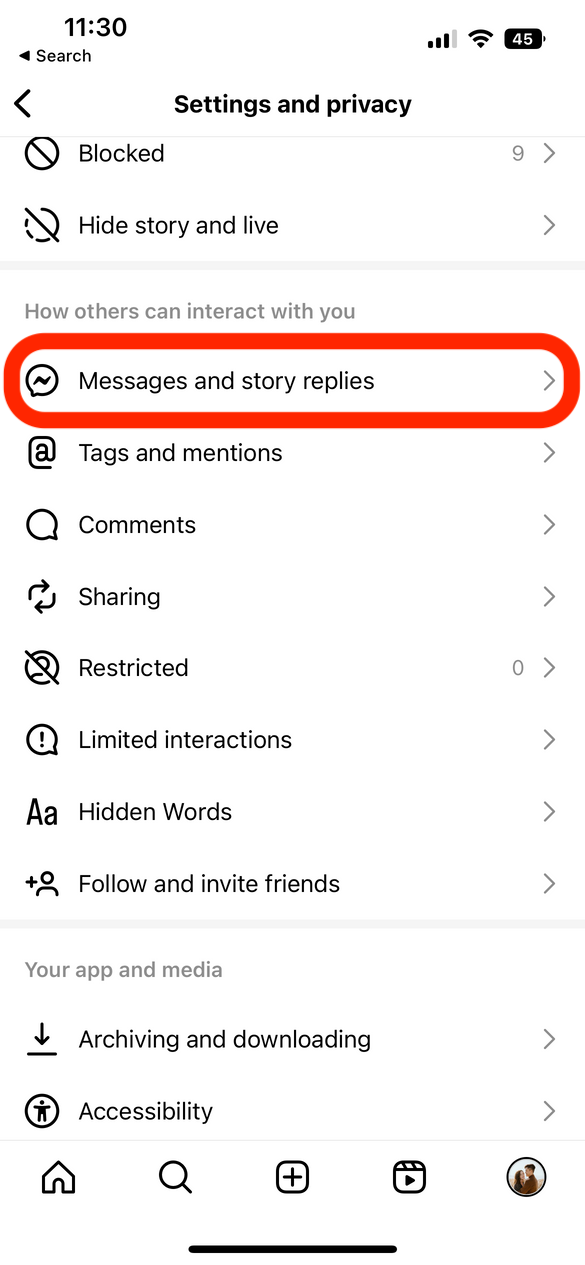 11:30
45
◀ Search
Settings and privacy
Blocked 9
Hide story and live
How others can interact with you
Messages and story replies
Tags and mentions
Comments
Sharing
Restricted 0
Limited interactions
Aa Hidden Words
Follow and invite friends
Your app and media
Archiving and downloading
Accessibility